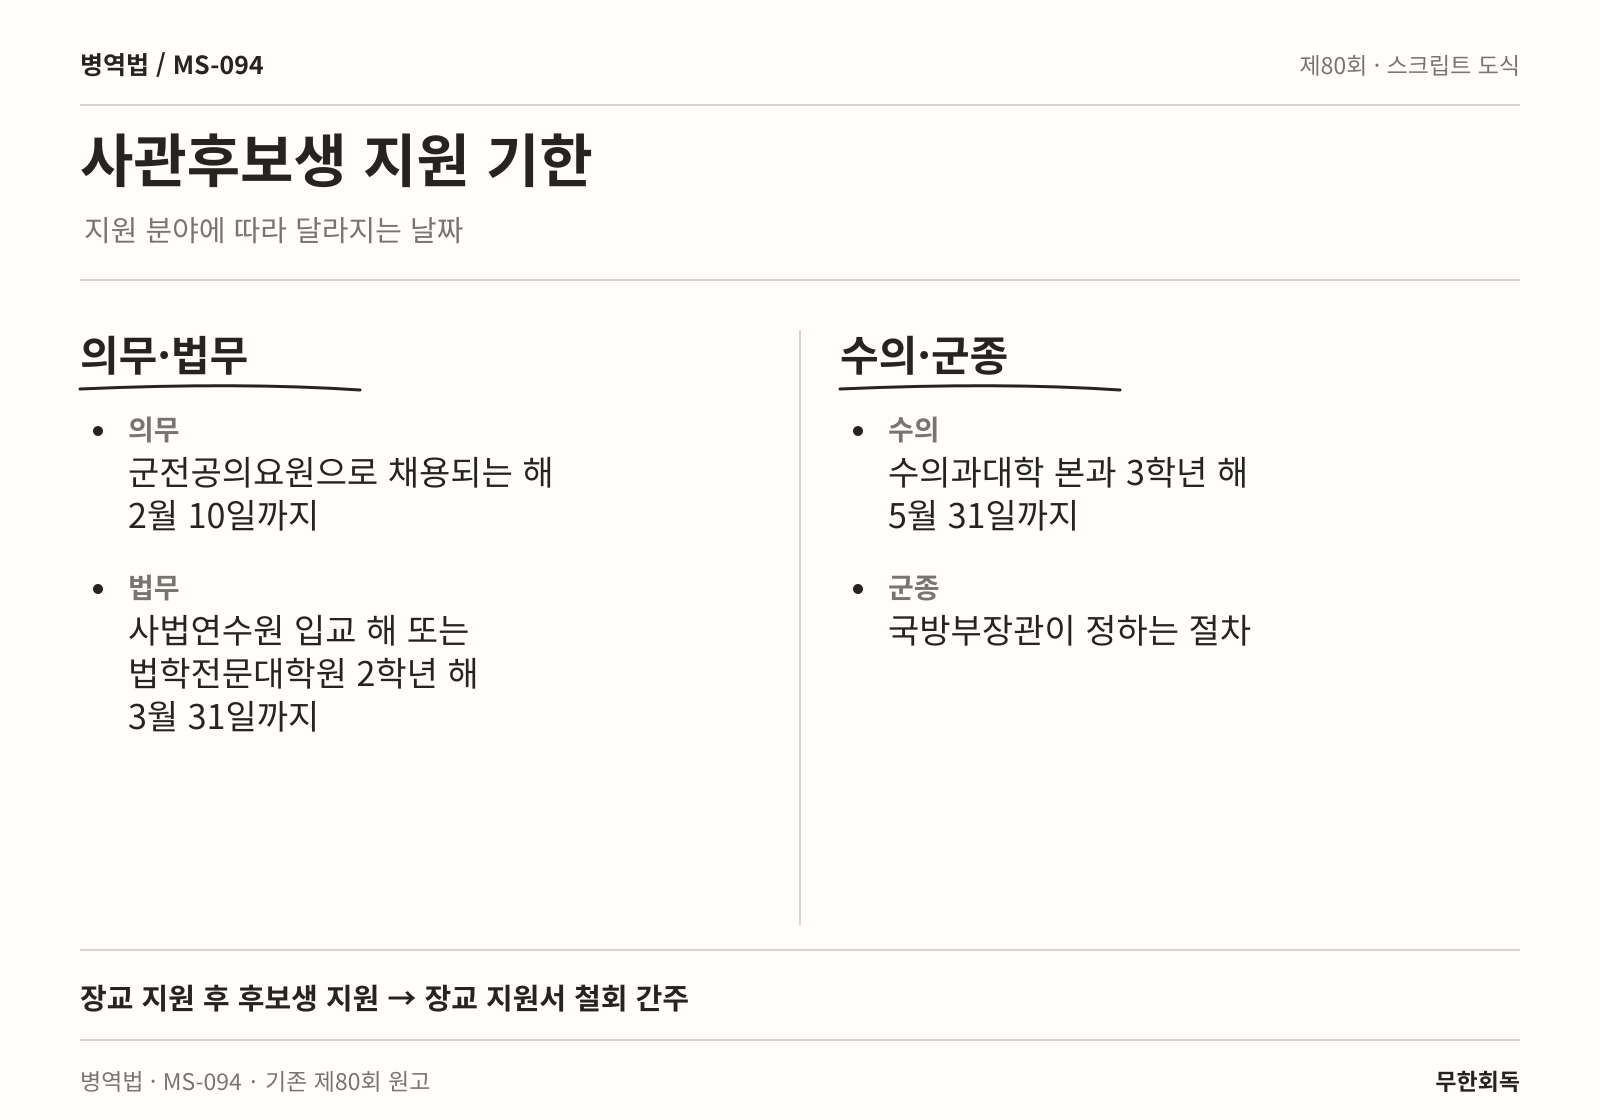 병역법 / MS-094
제80회 · 스크립트 도식
사관후보생 지원 기한
지원 분야에 따라 달라지는 날짜
의무·법무
• 의무
군전공의요원으로 채용되는 해
2월 10일까지
• 법무
사법연수원 입교 해 또는
법학전문대학원 2학년 해
3월 31일까지
수의·군종
• 수의
수의과대학 본과 3학년 해
5월 31일까지
• 군종
국방부장관이 정하는 절차
장교 지원 후 후보생 지원 → 장교 지원서 철회 간주
병역법 · MS-094 · 기존 제80회 원고
무한회독